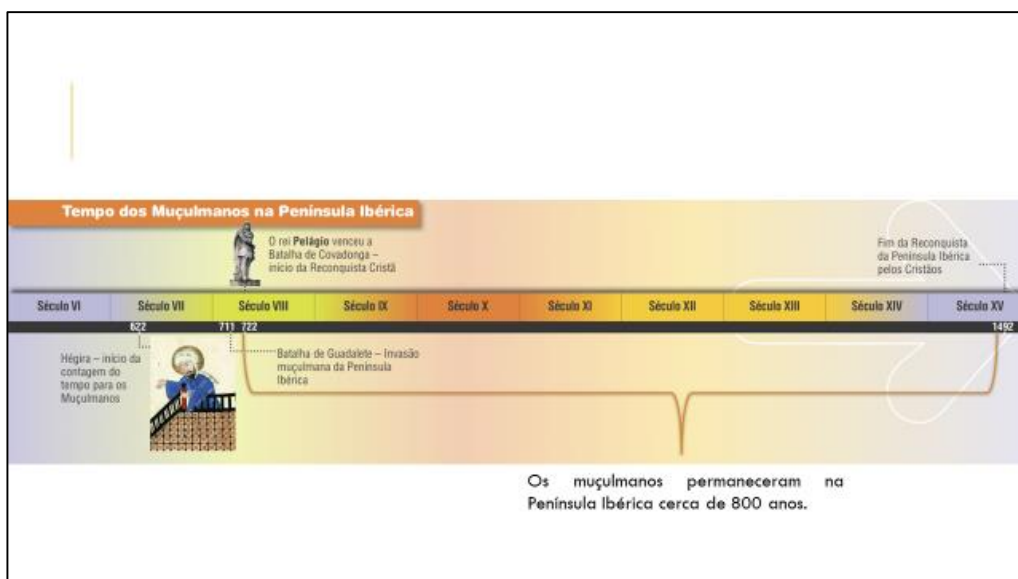 Tempo dos Muçulmanos na Península Ibérica
O rei Pelágio venceu a
Batalha de Covadonga –
início da Reconquista Cristã
Fim da Reconquista
da Península Ibérica
pelos Cristãos
Século VI Século VII Século VIII Século IX Século X Século XI Século XII Século XIII Século XIV Século XV
622 711 722 1492
Hégira – início da
contagem do
tempo para os
Muçulmanos
Batalha de Guadalete – Invasão
muçulmana da Península
Ibérica
Os muçulmanos permaneceram na
Península Ibérica cerca de 800 anos.